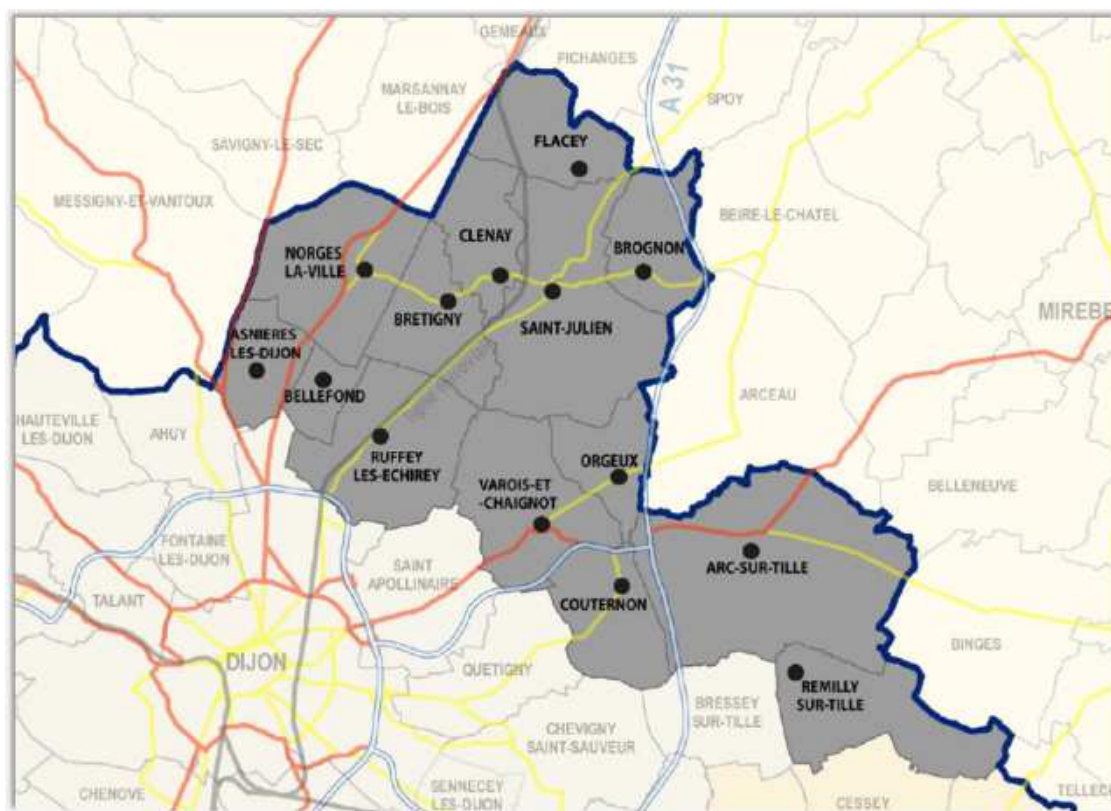 GEMEAUX
PICHANGES
MARSANNAY
LE-BOIS
A 31
SPOY
SAVIGNY-LE-SEC
FLACEY
MESSIGNY-ET-VANTOUX
BEIRE-LE-CHATEL
CLENAY
NORGES
LA-VILLE
BROGNON
MIREBE
BRETIGNY
SAINT-JULIEN
ASNIERES
LES-DIJON
BELLEFOND
ARCEAU
HAUTEVILLE
LES-DIJON
AHUY
RUFFEY
LES-ECHIREY
ORGEUX
VAROIS-ET
-CHAIGNOT
BELLENEUVE
FONTAINE
LES-DIJON
SAINT
APOLLINAIRE
ARC-SUR-TILLE
TALANT
COUTERNON
BINGES
DIJON
QUETIGNY
REMILLY
SUR-TILLE
BRESSEY
SUR-TILLE
CHEVIGNY
SAINT-SAUVEUR
CHENOVE
SENNECEY
LES-DIJON
CESSEY
TELLEC